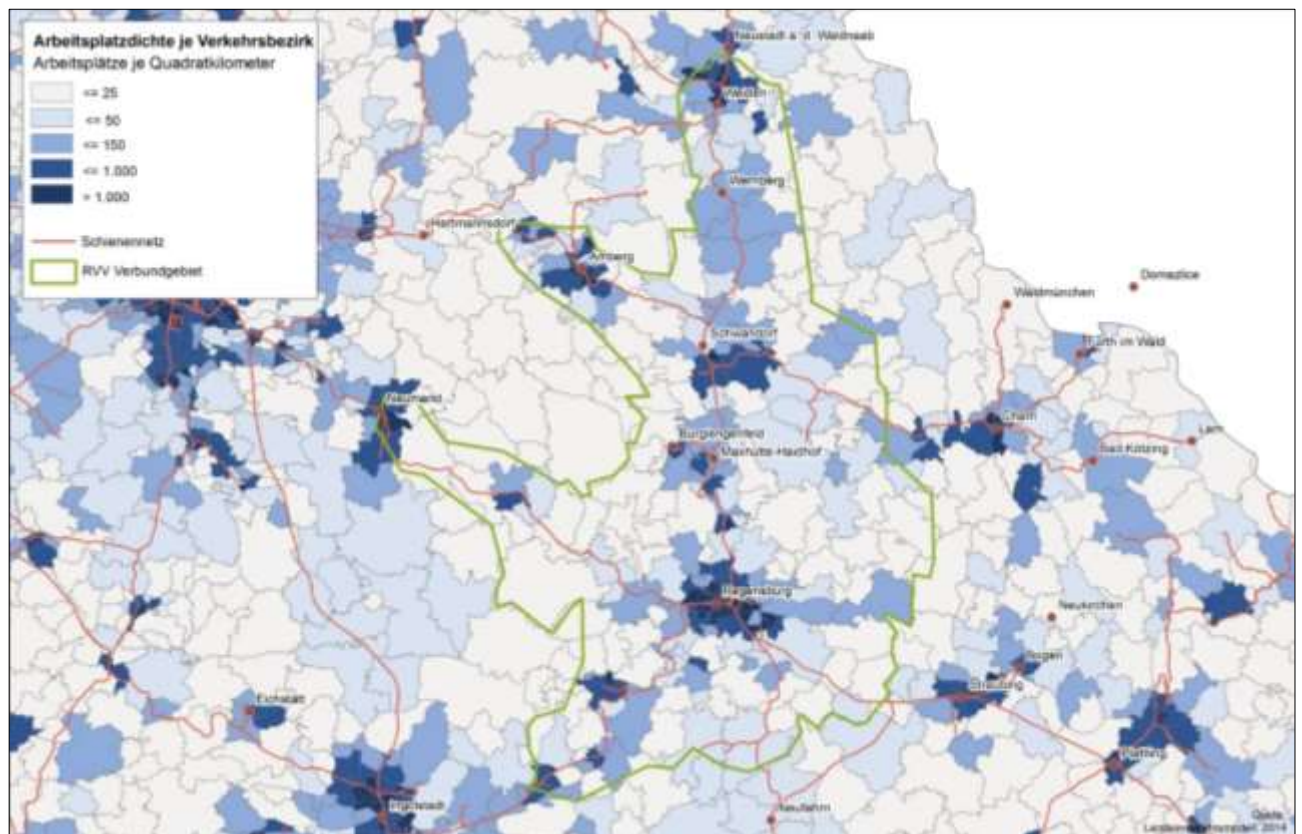 Arbeitsplatzdichte je Verkehrsbezirk
Arbeitsplätze je Quadratkilometer
<= 25
<= 50
<= 150
<= 1.000
> 1.000
Schienennetz
RVV Verbundgebiet
Neustadt a. d. Waldnaab
Weiden
Wernberg
Hartmannsdorf
Amberg
Domazlice
Waldmünchen
Schwandorf
Furth im Wald
Neumarkt
Cham
Lam
Burglengenfeld
Maxhütte-Haidhof
Bad Kötzing
Regensburg
Neukirchen
Bogen
Straubing
Eichstätt
Plattling
Ingolstadt
Neufahrn
Quelle:
2014